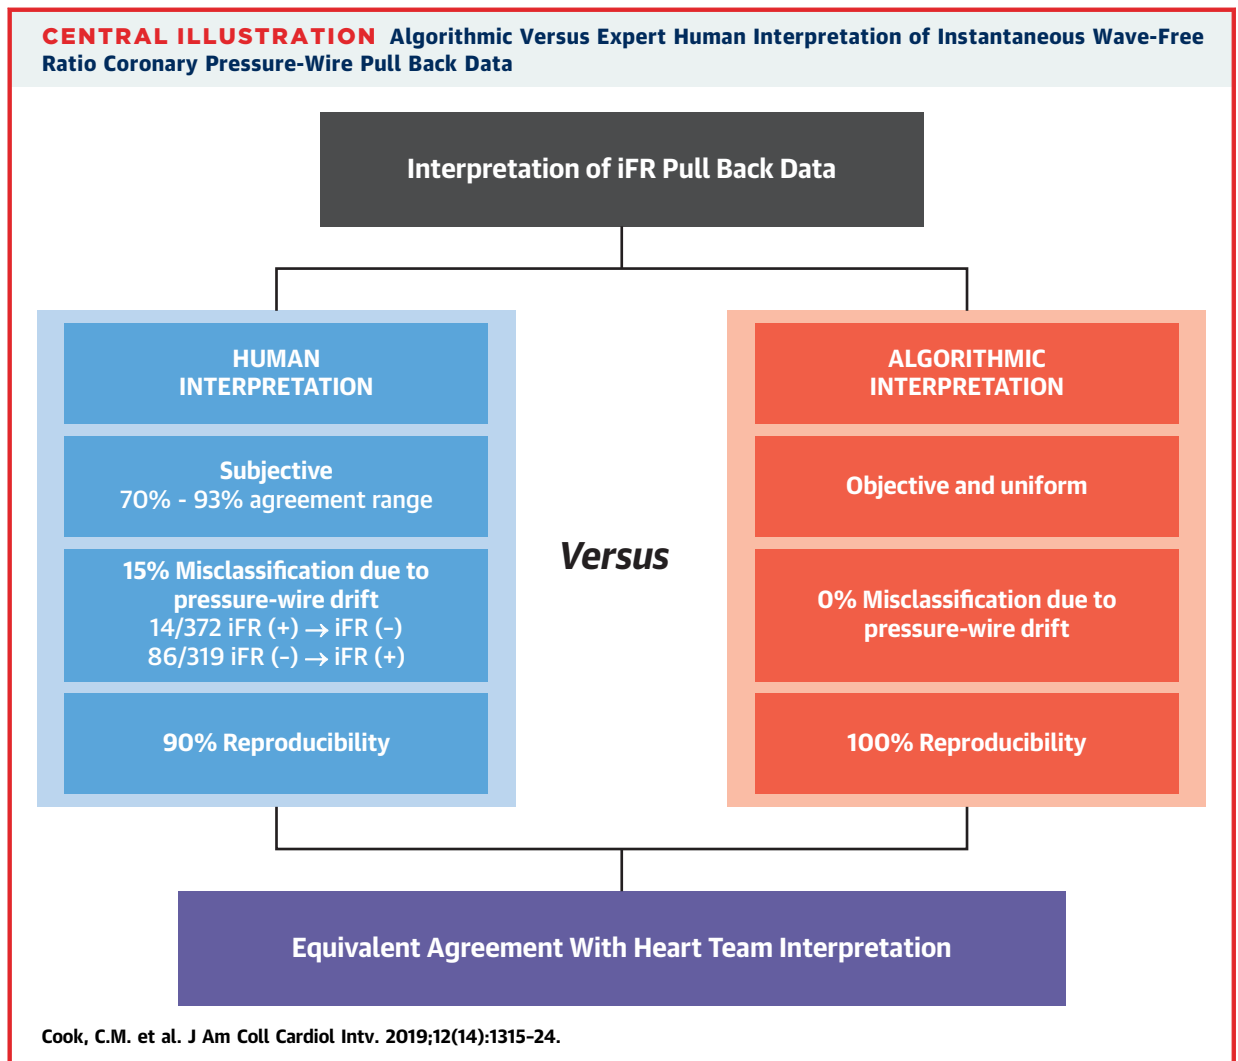 CENTRAL ILLUSTRATION Algorithmic Versus Expert Human Interpretation of Instantaneous Wave-Free
Ratio Coronary Pressure-Wire Pull Back Data
Interpretation of iFR Pull Back Data
HUMAN
INTERPRETATION
Subjective
70% - 93% agreement range
15% Misclassification due to
pressure-wire drift
14/372 iFR (+) → iFR (-)
86/319 iFR (-) → iFR (+)
90% Reproducibility
Versus
ALGORITHMIC
INTERPRETATION
Objective and uniform
0% Misclassification due to
pressure-wire drift
100% Reproducibility
Equivalent Agreement With Heart Team Interpretation
Cook, C.M. et al. J Am Coll Cardiol Intv. 2019;12(14):1315–24.